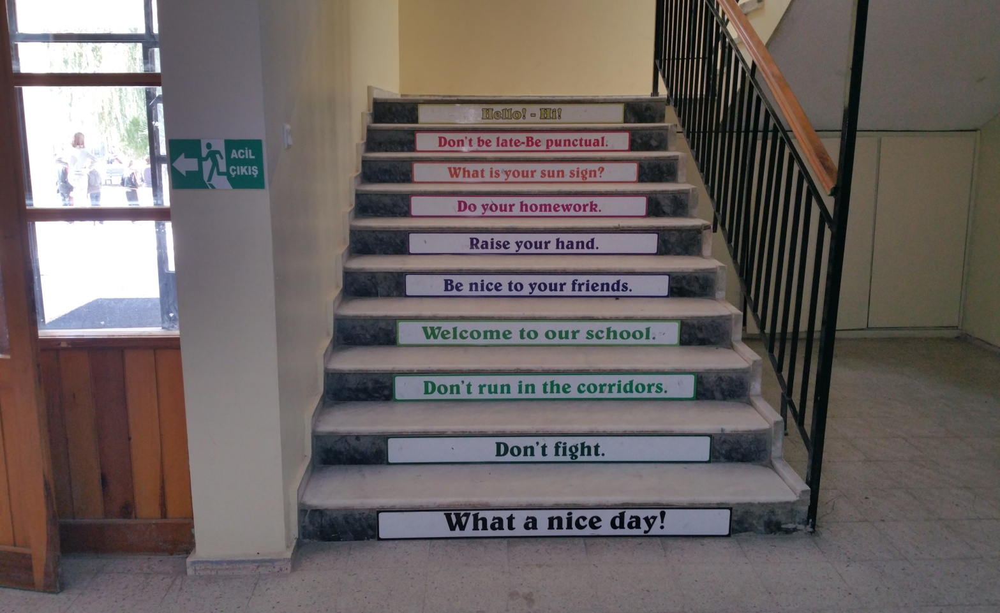 Hello! - Hi!
Don't be late-Be punctual.
What is your sun sign?
Do your homework.
Raise your hand.
Be nice to your friends.
Welcome to our school.
Don't run in the corridors.
Don't fight.
What a nice day!
ACİL
ÇIKIŞ